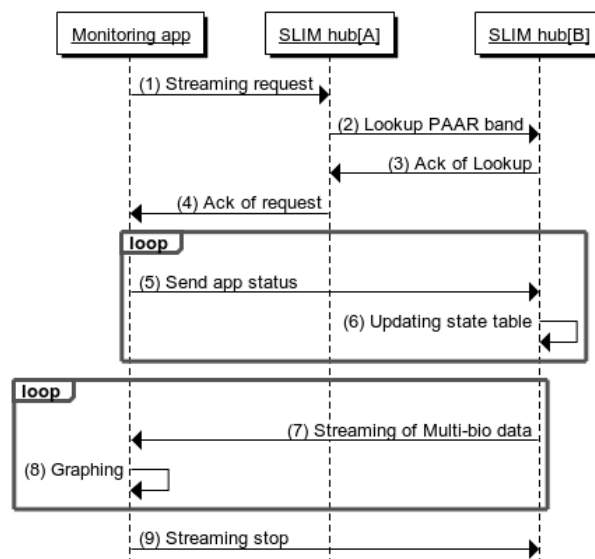 Monitoring app
SLIM hub[A]
SLIM hub[B]
(1) Streaming request
(2) Lookup PAAR band
(3) Ack of Lookup
(4) Ack of request
loop
(5) Send app status
(6) Updating state table
loop
(7) Streaming of Multi-bio data
(8) Graphing
(9) Streaming stop